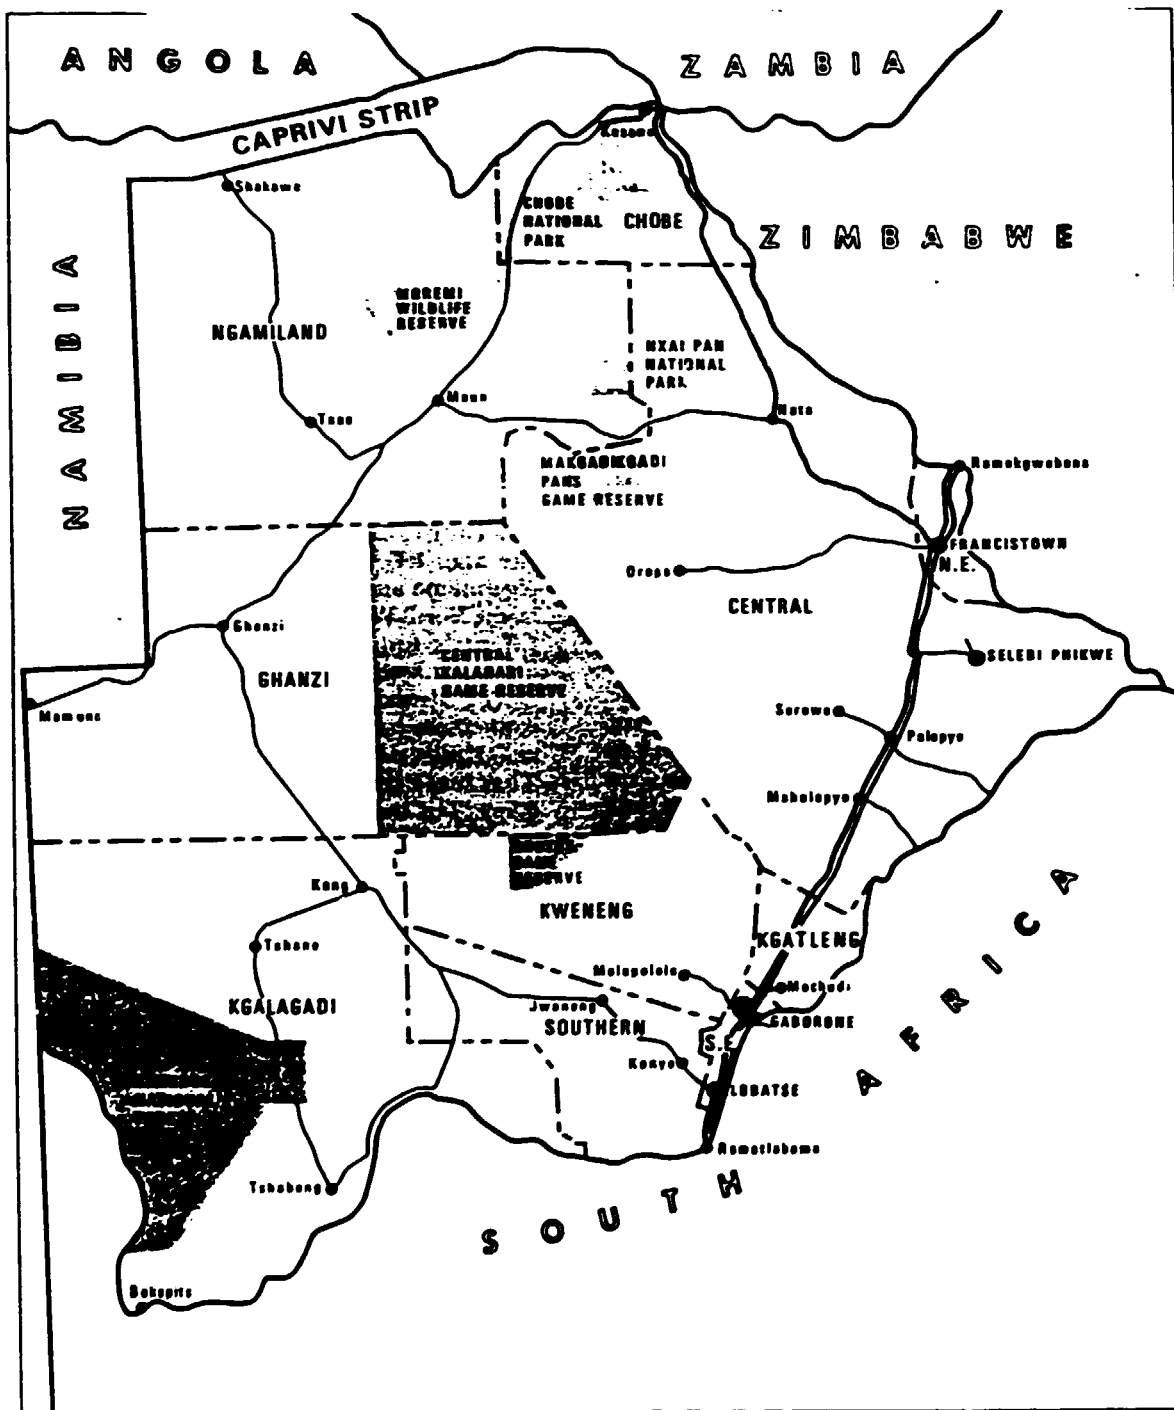 ANGOLA
ZAMBIA
CAPRIVI STRIP
Kasane
Shakawe
CHOBE
NATIONAL
PARK
CHOBE
ZIMBABWE
NAMIBIA
MOREMI
WILDLIFE
RESERVE
NGAMILAND
NXAI PAN
NATIONAL
PARK
Maun
Tsao
Nata
MAKGADIKGADI
PANS
GAME RESERVE
Ramokgwebana
FRANCISTOWN
N.E.
Orapa
CENTRAL
Ghanzi
GHANZI
CENTRAL
KALAHARI
GAME RESERVE
SELEBI PHIKWE
Mamuno
Serowe
Palapye
Mahalapye
GAME
RESERVE
Kang
KWENENG
KGATLENG
Tshane
Molepolole
Mochudi
KGALAGADI
Jwaneng
SOUTHERN
GABORONE
S.E.
Kanye
LOBATSE
Ramatlabama
Tshabong
Bokspits
SOUTH AFRICA